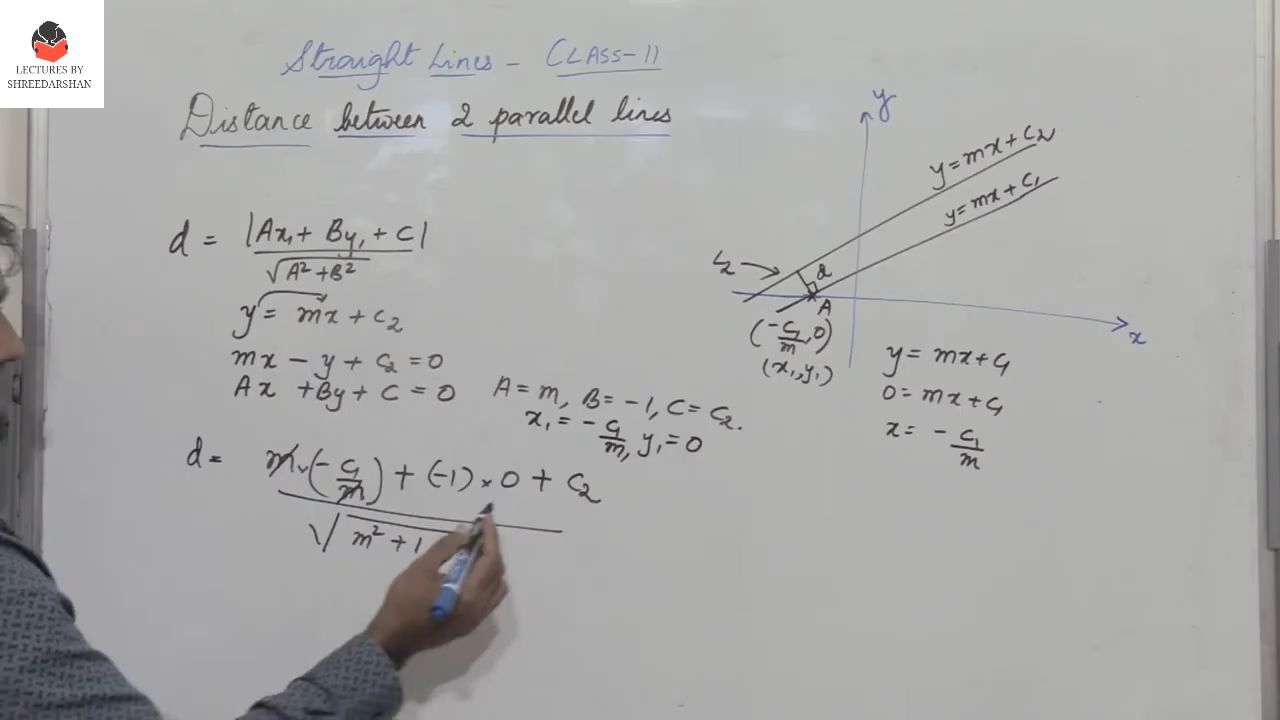 LECTURES BY
SHREEDARSHAN
Straight Lines - CLASS-11
Distance between 2 parallel lines
d = |Ax₁ + By₁ + C|
√A² + B²
y = mx + c₂
mx - y + c₂ = 0
Ax + By + C = 0
A = m, B = -1, C = c₂.
x₁ = -c₁/m, y₁ = 0
d = m×(-c₁/m) + (-1) × 0 + c₂
√m² + 1
y
y = mx + c₂
y = mx + c₁
L₂
d
A
x
(-c₁/m, 0)
(x₁, y₁)
y = mx + c₁
0 = mx + c₁
x = -c₁/m